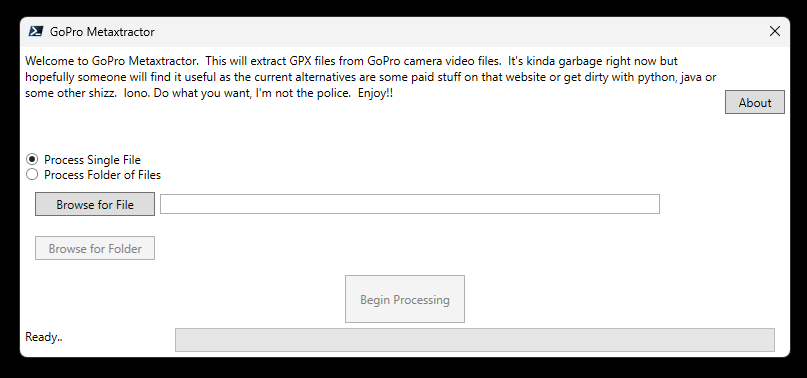 GoPro Metaxtractor
Welcome to GoPro Metaxtractor.  This will extract GPX files from GoPro camera video files.  It's kinda garbage right now but
hopefully someone will find it useful as the current alternatives are some paid stuff on that website or get dirty with python, java or
some other shizz.  Iono. Do what you want, I'm not the police.  Enjoy!!
About
Process Single File
Process Folder of Files
Browse for File
Browse for Folder
Begin Processing
Ready..